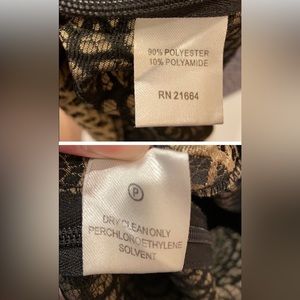 90% POLYESTER
10% POLYAMIDE
RN 21664
P
DRY CLEAN ONLY
PERCHLOROETHYLENE
SOLVENT